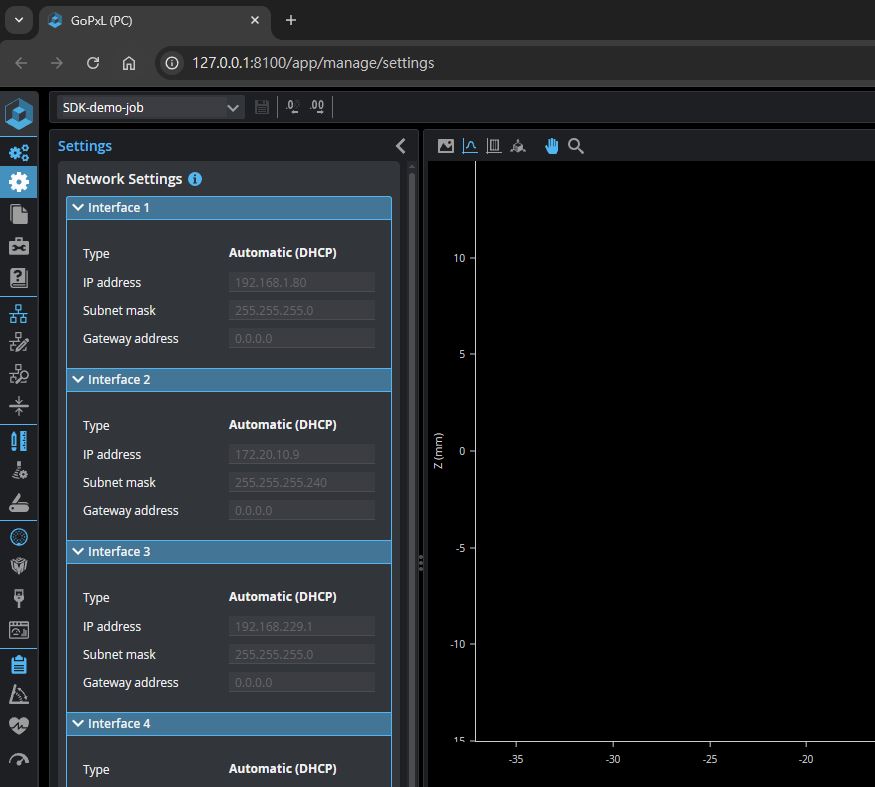 GoPxL (PC)
127.0.0.1:8100/app/manage/settings
SDK-demo-job
.0
.00
Settings
Network Settings
Interface 1
Type Automatic (DHCP)
IP address 192.168.1.80
Subnet mask 255.255.255.0
Gateway address 0.0.0.0
Interface 2
Type Automatic (DHCP)
IP address 172.20.10.9
Subnet mask 255.255.255.240
Gateway address 0.0.0.0
Interface 3
Type Automatic (DHCP)
IP address 192.168.229.1
Subnet mask 255.255.255.0
Gateway address 0.0.0.0
Interface 4
Type Automatic (DHCP)
Z (mm)
10
5
0
-5
-10
15
-35 -30 -25 -20